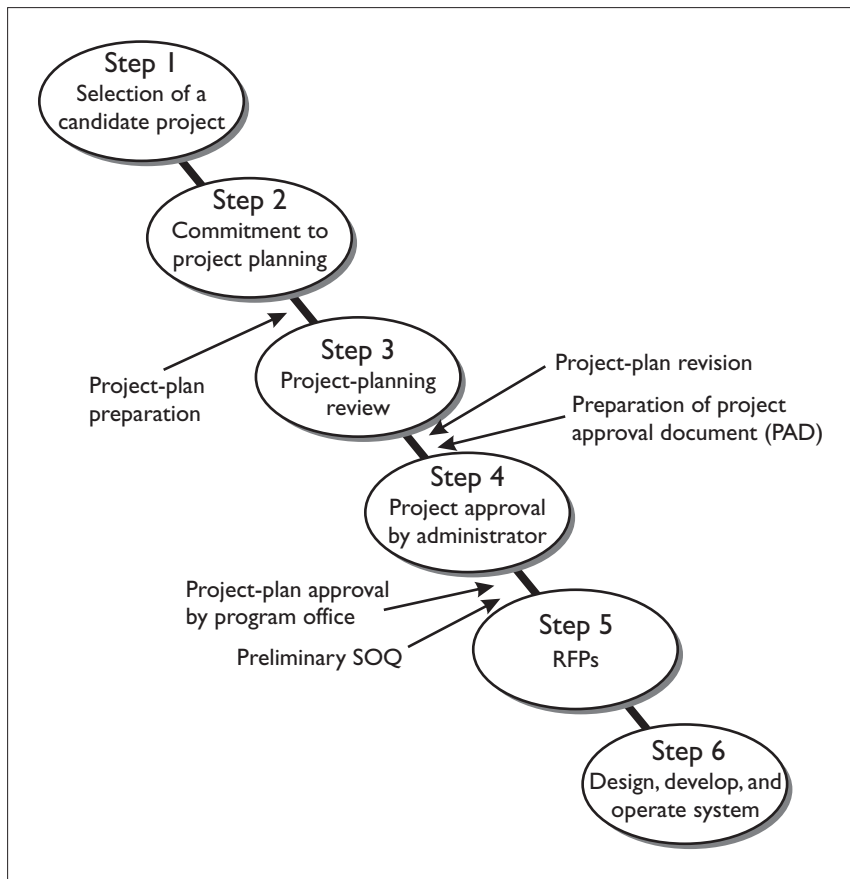 Step 1
Selection of a
candidate project
Step 2
Commitment to
project planning
Project-plan
preparation
Step 3
Project-planning
review
Project-plan revision
Preparation of project
approval document (PAD)
Step 4
Project approval
by administrator
Project-plan approval
by program office
Preliminary SOQ
Step 5
RFPs
Step 6
Design, develop, and
operate system